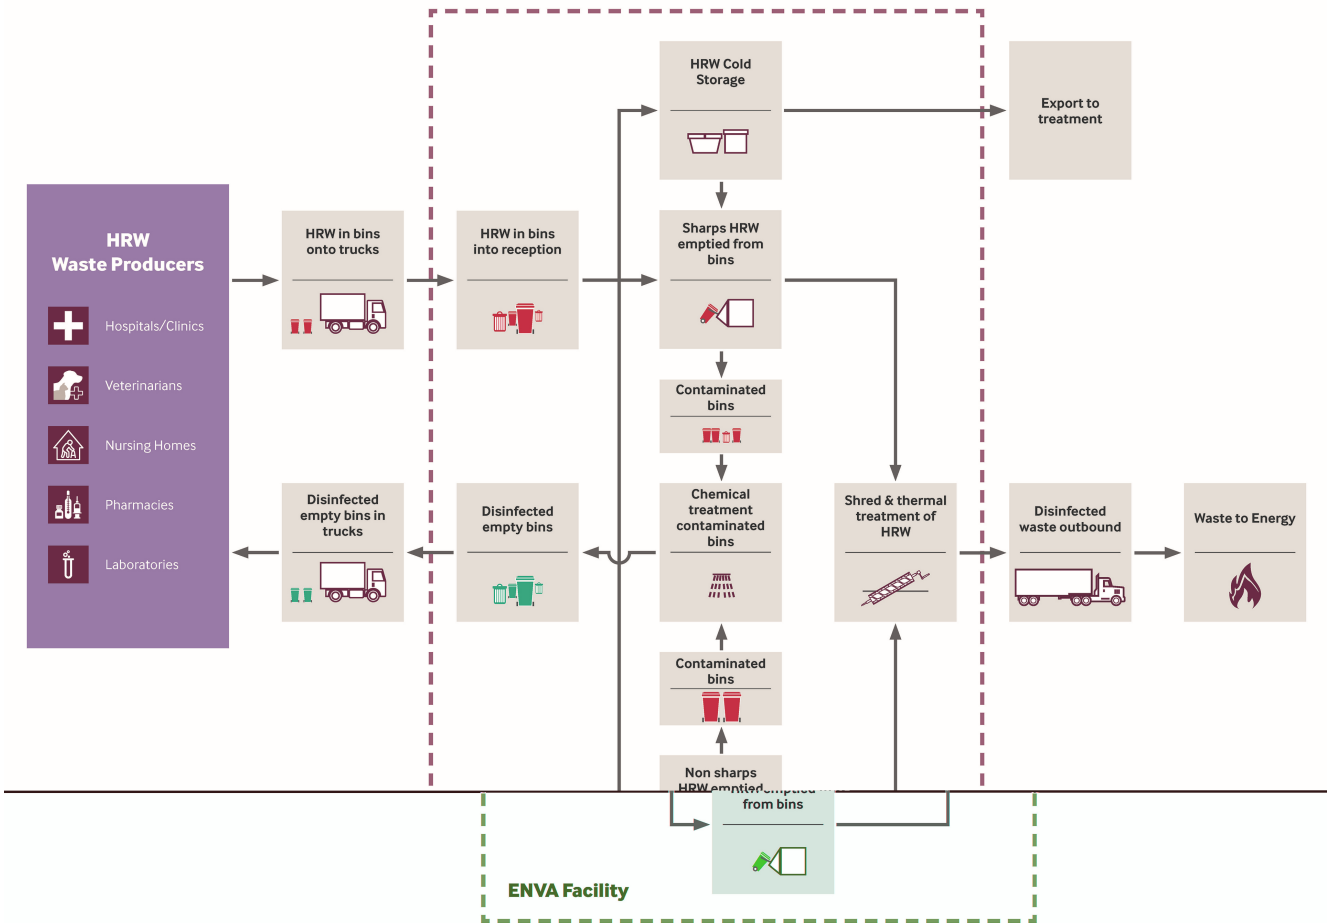 HRW Cold
Storage
Export to
treatment
HRW
Waste Producers
Hospitals/Clinics
Veterinarians
Nursing Homes
Pharmacies
Laboratories
HRW in bins
onto trucks
HRW in bins
into reception
Sharps HRW
emptied from
bins
Contaminated
bins
Disinfected
empty bins in
trucks
Disinfected
empty bins
Chemical
treatment
contaminated
bins
Shred & thermal
treatment of
HRW
Disinfected
waste outbound
Waste to Energy
Contaminated
bins
Non sharps
HRW emptied
from bins
ENVA Facility